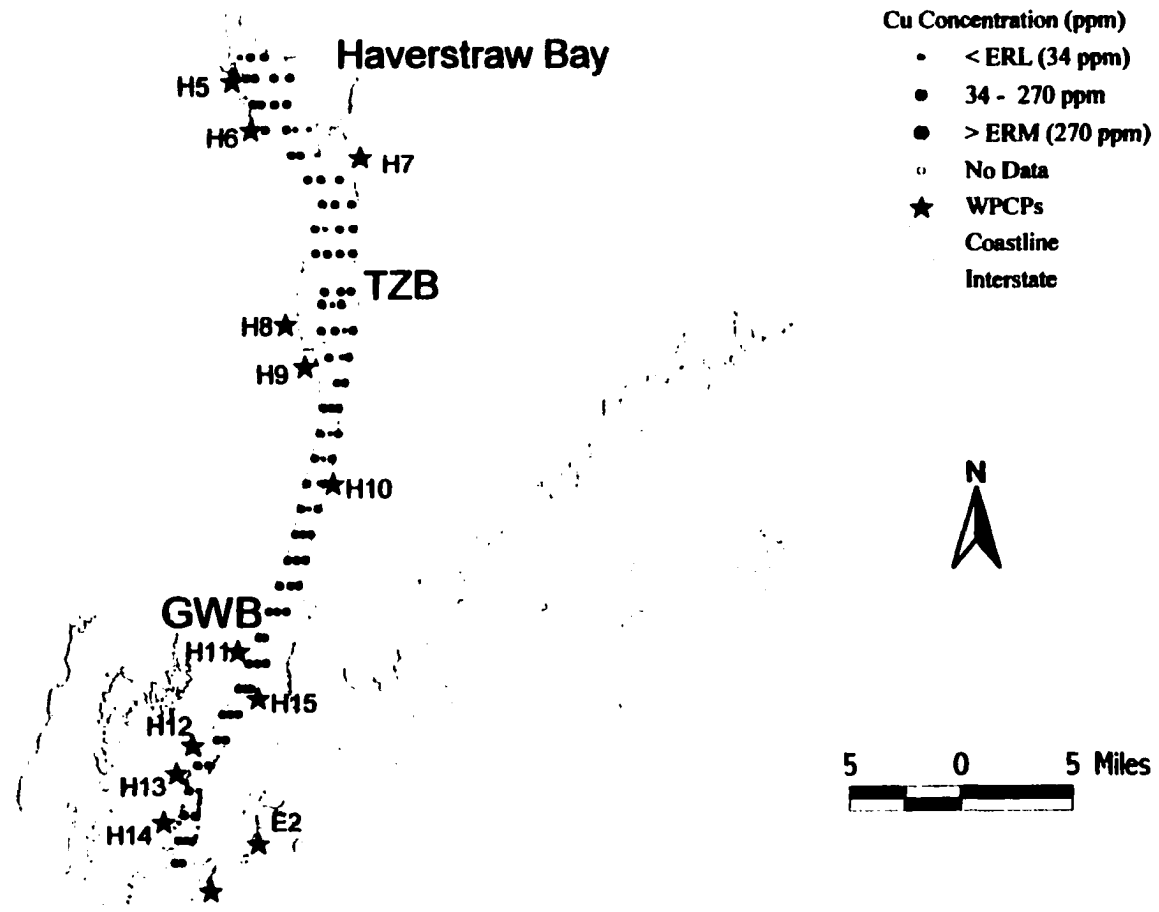 Cu Concentration (ppm)
< ERL (34 ppm)
34 - 270 ppm
> ERM (270 ppm)
No Data
WPCPs
Coastline
Interstate
Haverstraw Bay
H5
H6
H7
TZB
H8
H9
H10
N
GWB
H11
H15
H12
H13
H14
E2
5 0 5 Miles